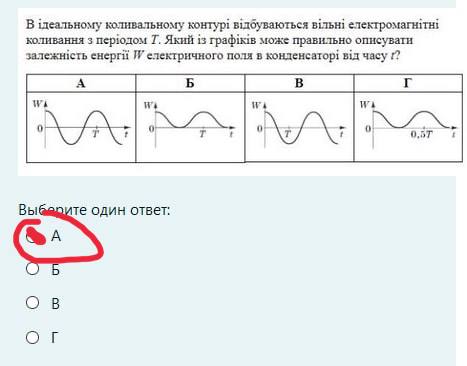 В ідеальному коливальному контурі відбуваються вільні електромагнітні
коливання з періодом T. Який із графіків може правильно описувати
залежність енергії W електричного поля в конденсаторі від часу t?
А Б В Г
W W W W
0 T t 0 T t 0 T t 0 0,5T t
Выберите один ответ:
А
Б
В
Г